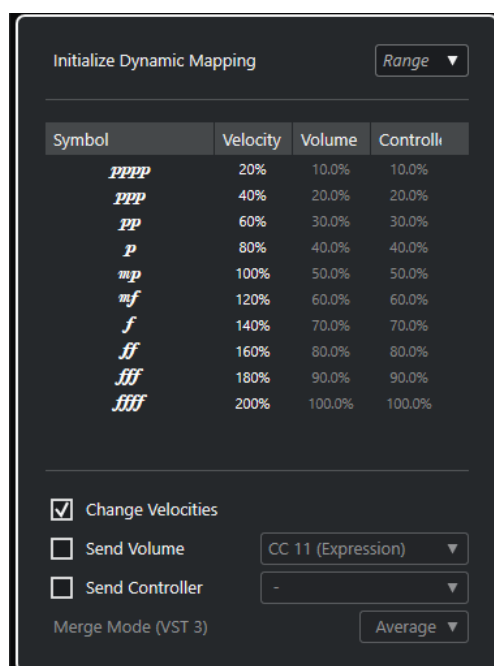 Initialize Dynamic Mapping Range
Symbol Velocity Volume Controlle
pppp 20% 10.0% 10.0%
ppp 40% 20.0% 20.0%
pp 60% 30.0% 30.0%
p 80% 40.0% 40.0%
mp 100% 50.0% 50.0%
mf 120% 60.0% 60.0%
f 140% 70.0% 70.0%
ff 160% 80.0% 80.0%
fff 180% 90.0% 90.0%
ffff 200% 100.0% 100.0%
Change Velocities
Send Volume CC 11 (Expression)
Send Controller -
Merge Mode (VST 3) Average